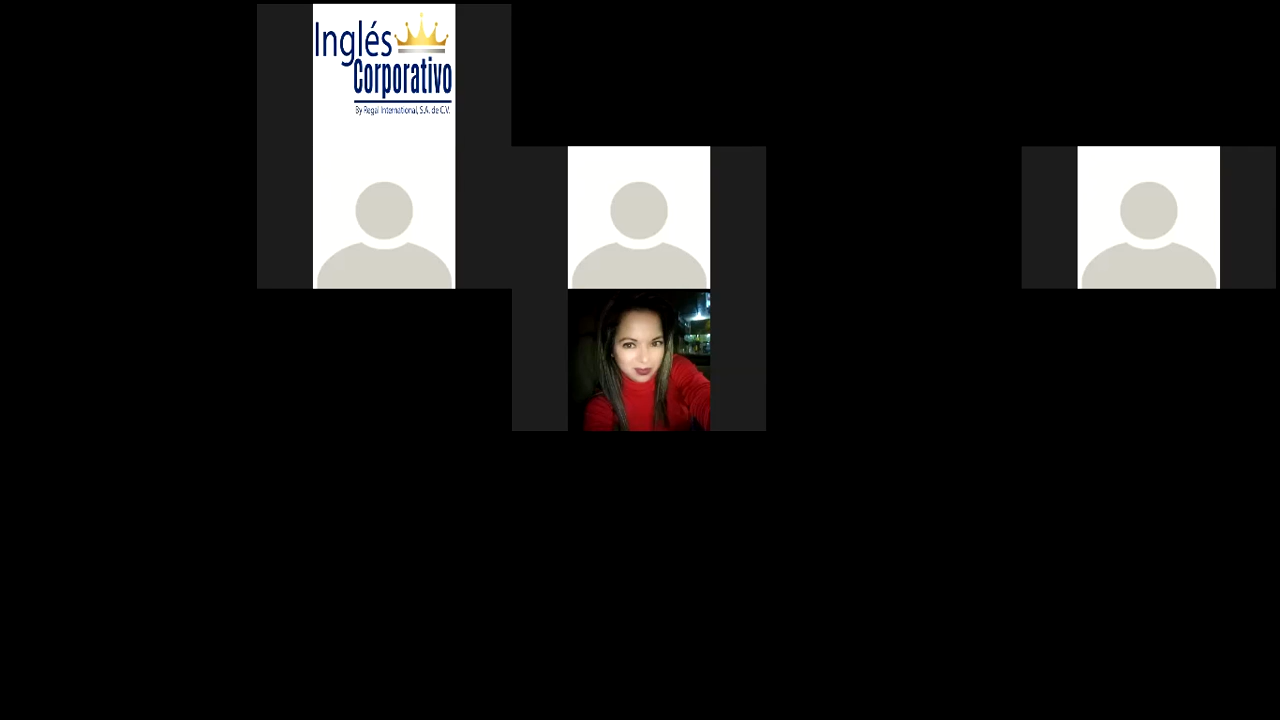 Inglés
Corporativo
By Regal International, S.A. de C.V.